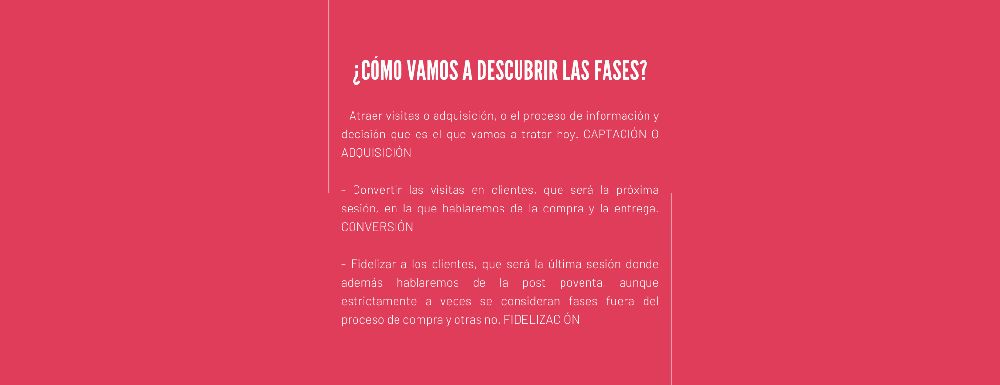 ¿CÓMO VAMOS A DESCUBRIR LAS FASES?
- Atraer visitas o adquisición, o el proceso de información y
decisión que es el que vamos a tratar hoy. CAPTACIÓN O
ADQUISICIÓN
- Convertir las visitas en clientes, que será la próxima
sesión, en la que hablaremos de la compra y la entrega.
CONVERSIÓN
- Fidelizar a los clientes, que será la última sesión donde
además hablaremos de la post poventa, aunque
estrictamente a veces se consideran fases fuera del
proceso de compra y otras no. FIDELIZACIÓN